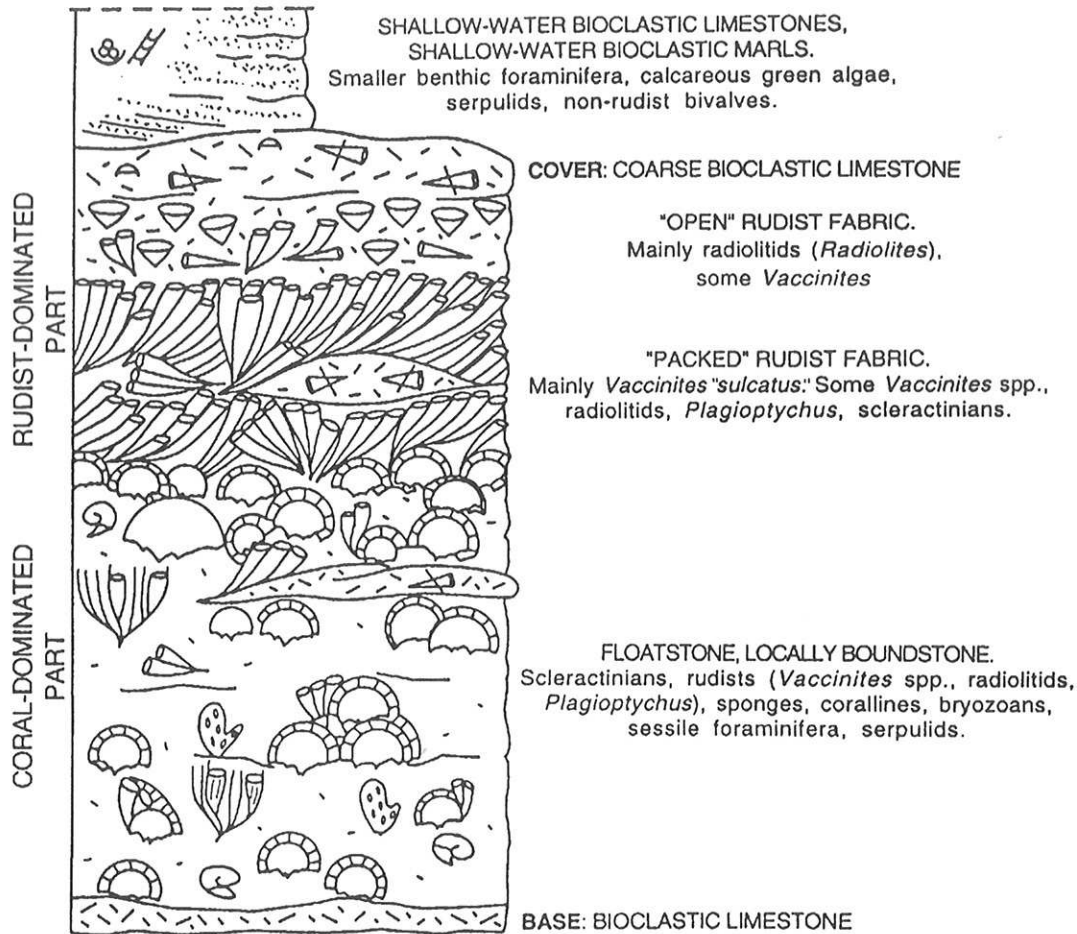 SHALLOW-WATER BIOCLASTIC LIMESTONES,
SHALLOW-WATER BIOCLASTIC MARLS.
Smaller benthic foraminifera, calcareous green algae,
serpulids, non-rudist bivalves.
COVER: COARSE BIOCLASTIC LIMESTONE
"OPEN" RUDIST FABRIC.
Mainly radiolitids (Radiolites),
some Vaccinites
RUDIST-DOMINATED
PART
"PACKED" RUDIST FABRIC.
Mainly Vaccinites "sulcatus." Some Vaccinites spp.,
radiolitids, Plagioptychus, scleractinians.
CORAL-DOMINATED
PART
FLOATSTONE, LOCALLY BOUNDSTONE.
Scleractinians, rudists (Vaccinites spp., radiolitids,
Plagioptychus), sponges, corallines, bryozoans,
sessile foraminifera, serpulids.
BASE: BIOCLASTIC LIMESTONE